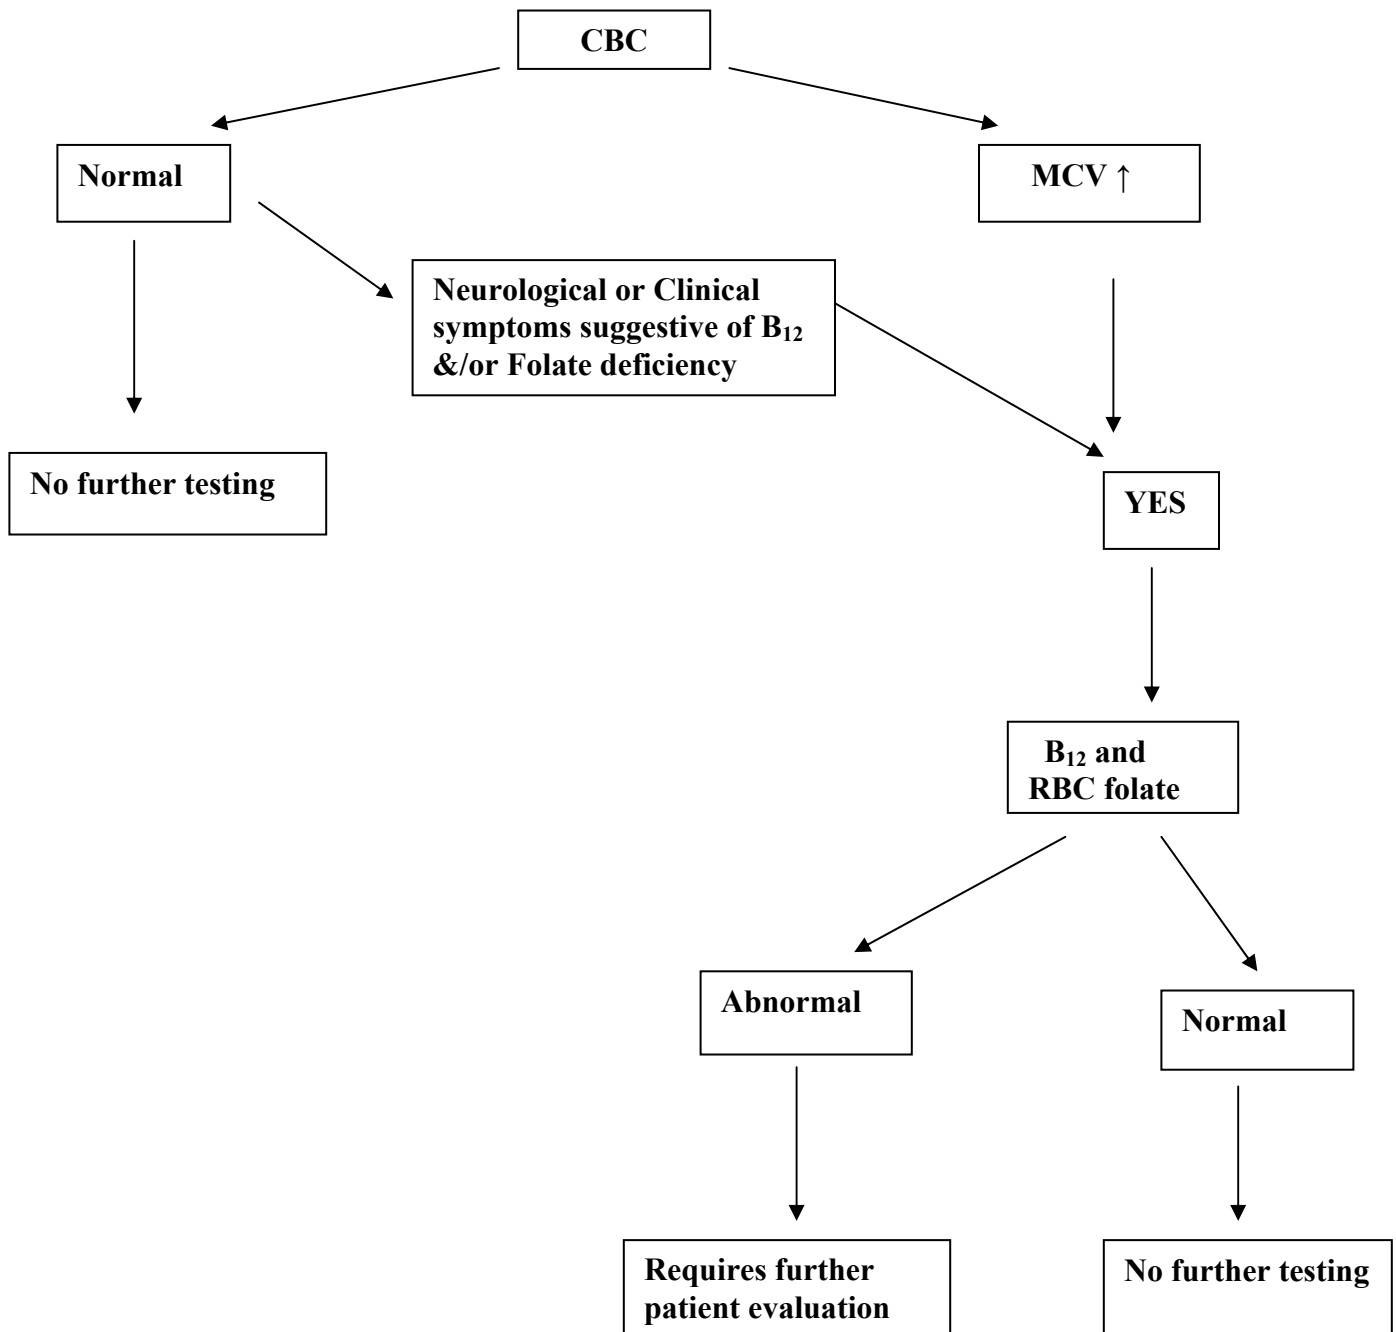 CBC
Normal
MCV ↑
Neurological or Clinical
symptoms suggestive of B₁₂
&/or Folate deficiency
No further testing
YES
B₁₂ and
RBC folate
Abnormal
Normal
Requires further
patient evaluation
No further testing